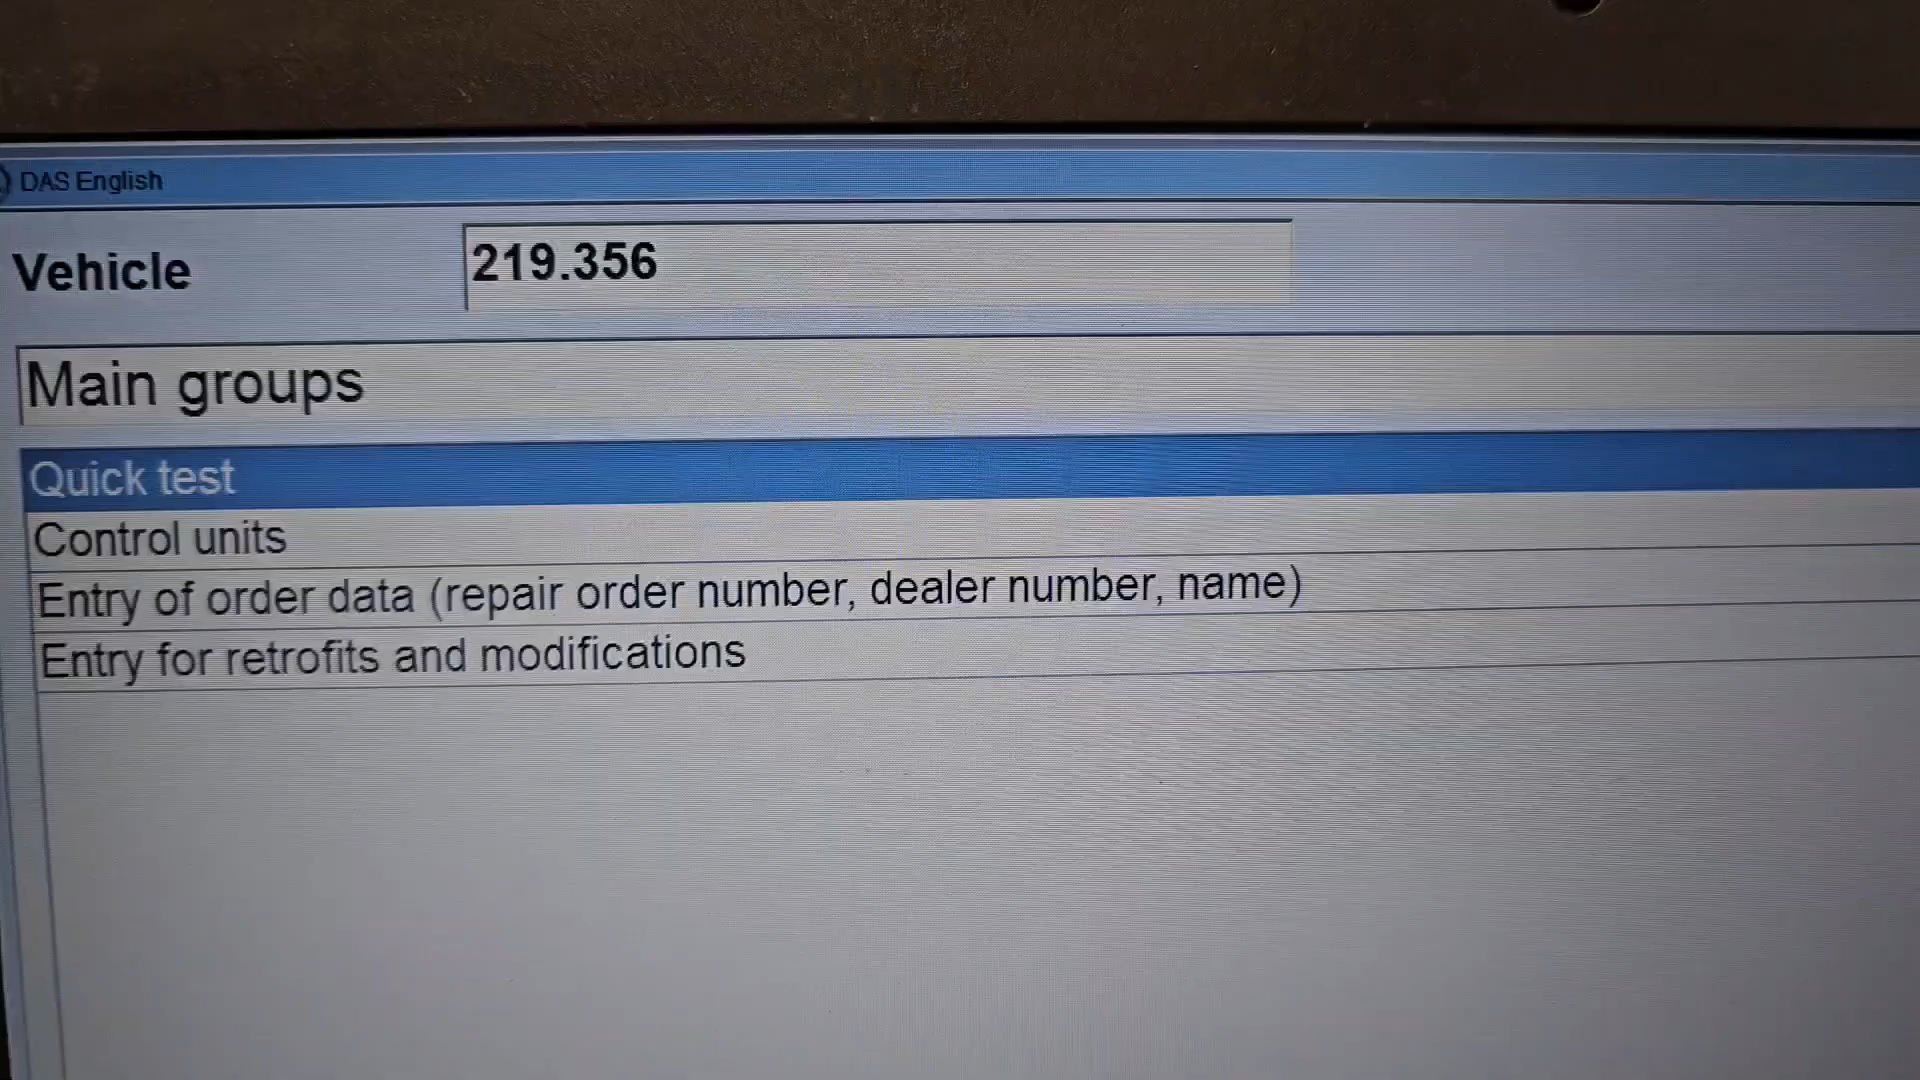 DAS English
Vehicle 219.356
Main groups
Quick test
Control units
Entry of order data (repair order number, dealer number, name)
Entry for retrofits and modifications